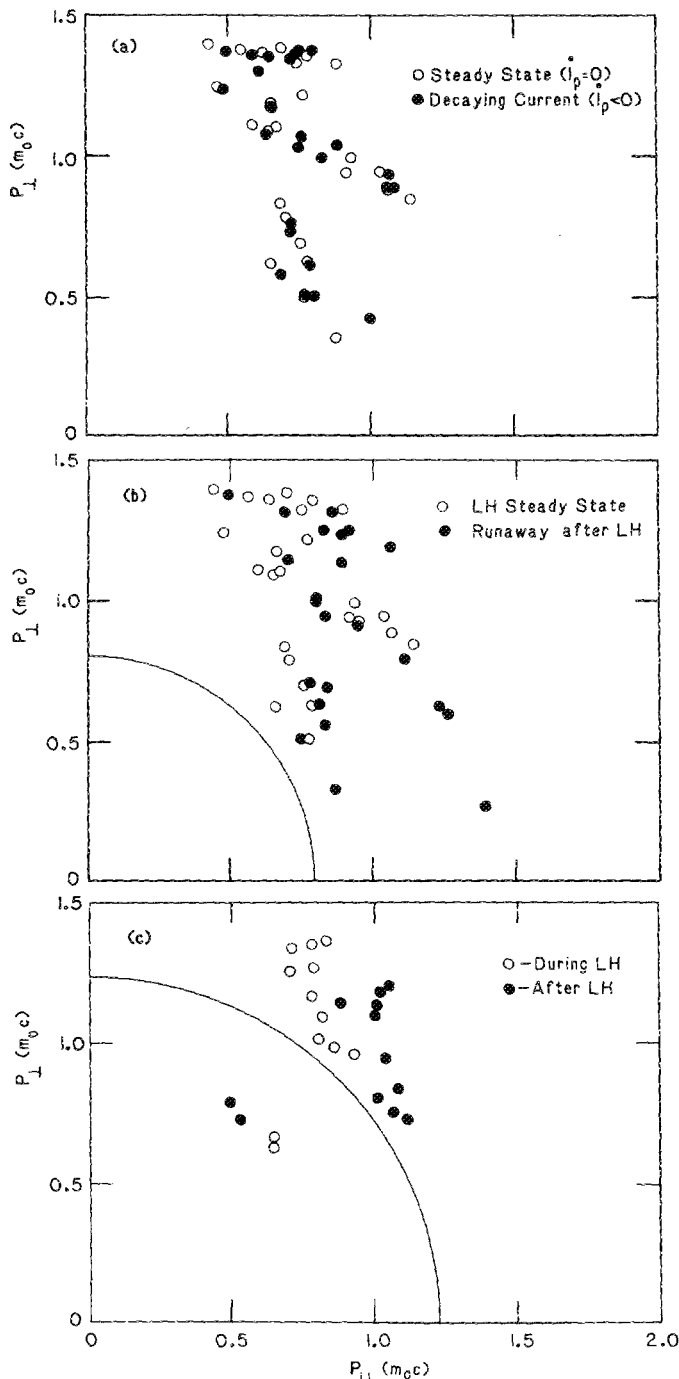 (a)
○ Steady State (İp=0)
● Decaying Current (İp<0)
1.5
1.0
0.5
0
P⊥ (m₀c)
(b)
○ LH Steady State
● Runaway after LH
1.5
1.0
0.5
0
P⊥ (m₀c)
(c)
○ - During LH
● - After LH
1.5
1.0
0.5
0
P⊥ (m₀c)
0 0.5 1.0 1.5 2.0
P|| (m₀c)